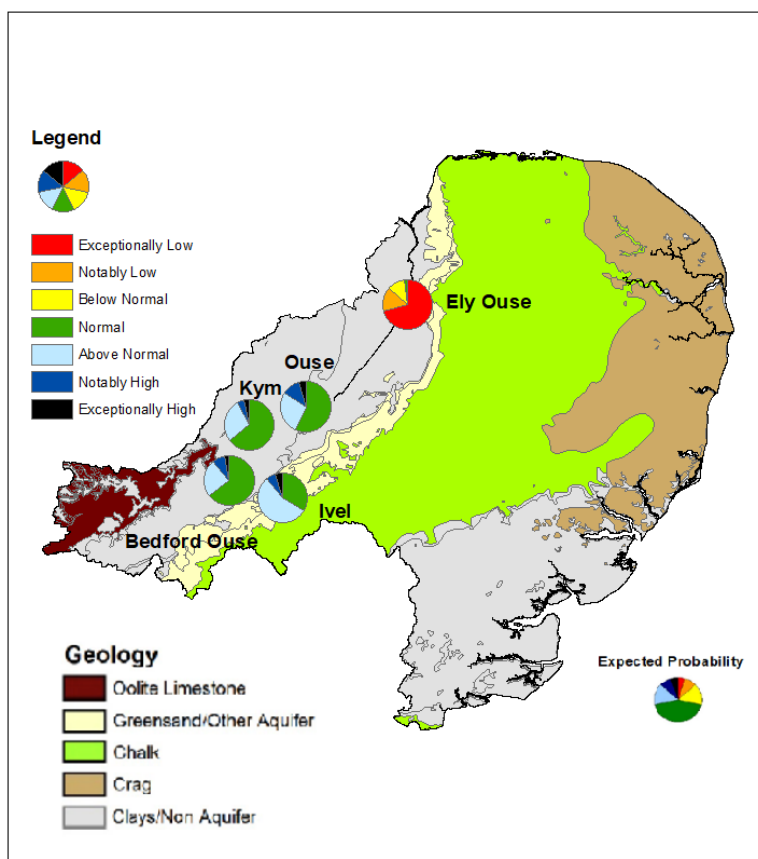 Legend
Exceptionally Low
Notably Low
Below Normal
Normal
Above Normal
Notably High
Exceptionally High
Ely Ouse
Ouse
Kym
Ivel
Bedford Ouse
Geology
Oolite Limestone
Greensand/Other Aquifer
Chalk
Crag
Clays/Non Aquifer
Expected Probability